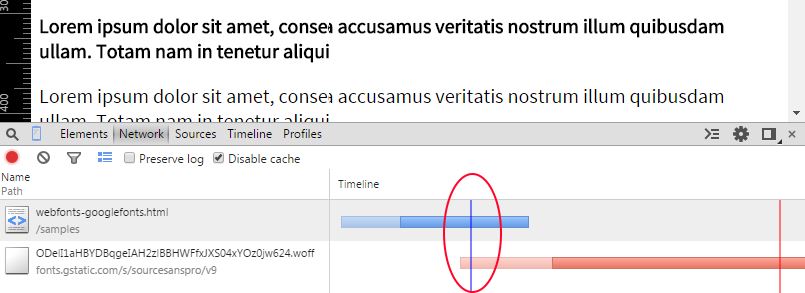 Lorem ipsum dolor sit amet, conse accusamus veritatis nostrum illum quibusdam
ullam. Totam nam in tenetur aliqui
Lorem ipsum dolor sit amet, conse accusamus veritatis nostrum illum quibusdam
ullam. Totam nam in tenetur aliqui
400
Elements Network Sources Timeline Profiles
Preserve log Disable cache
Name
Path
Timeline
webfonts-googlefonts.html
/samples
fonts.gstatic.com/s/sourcesanspro/v9